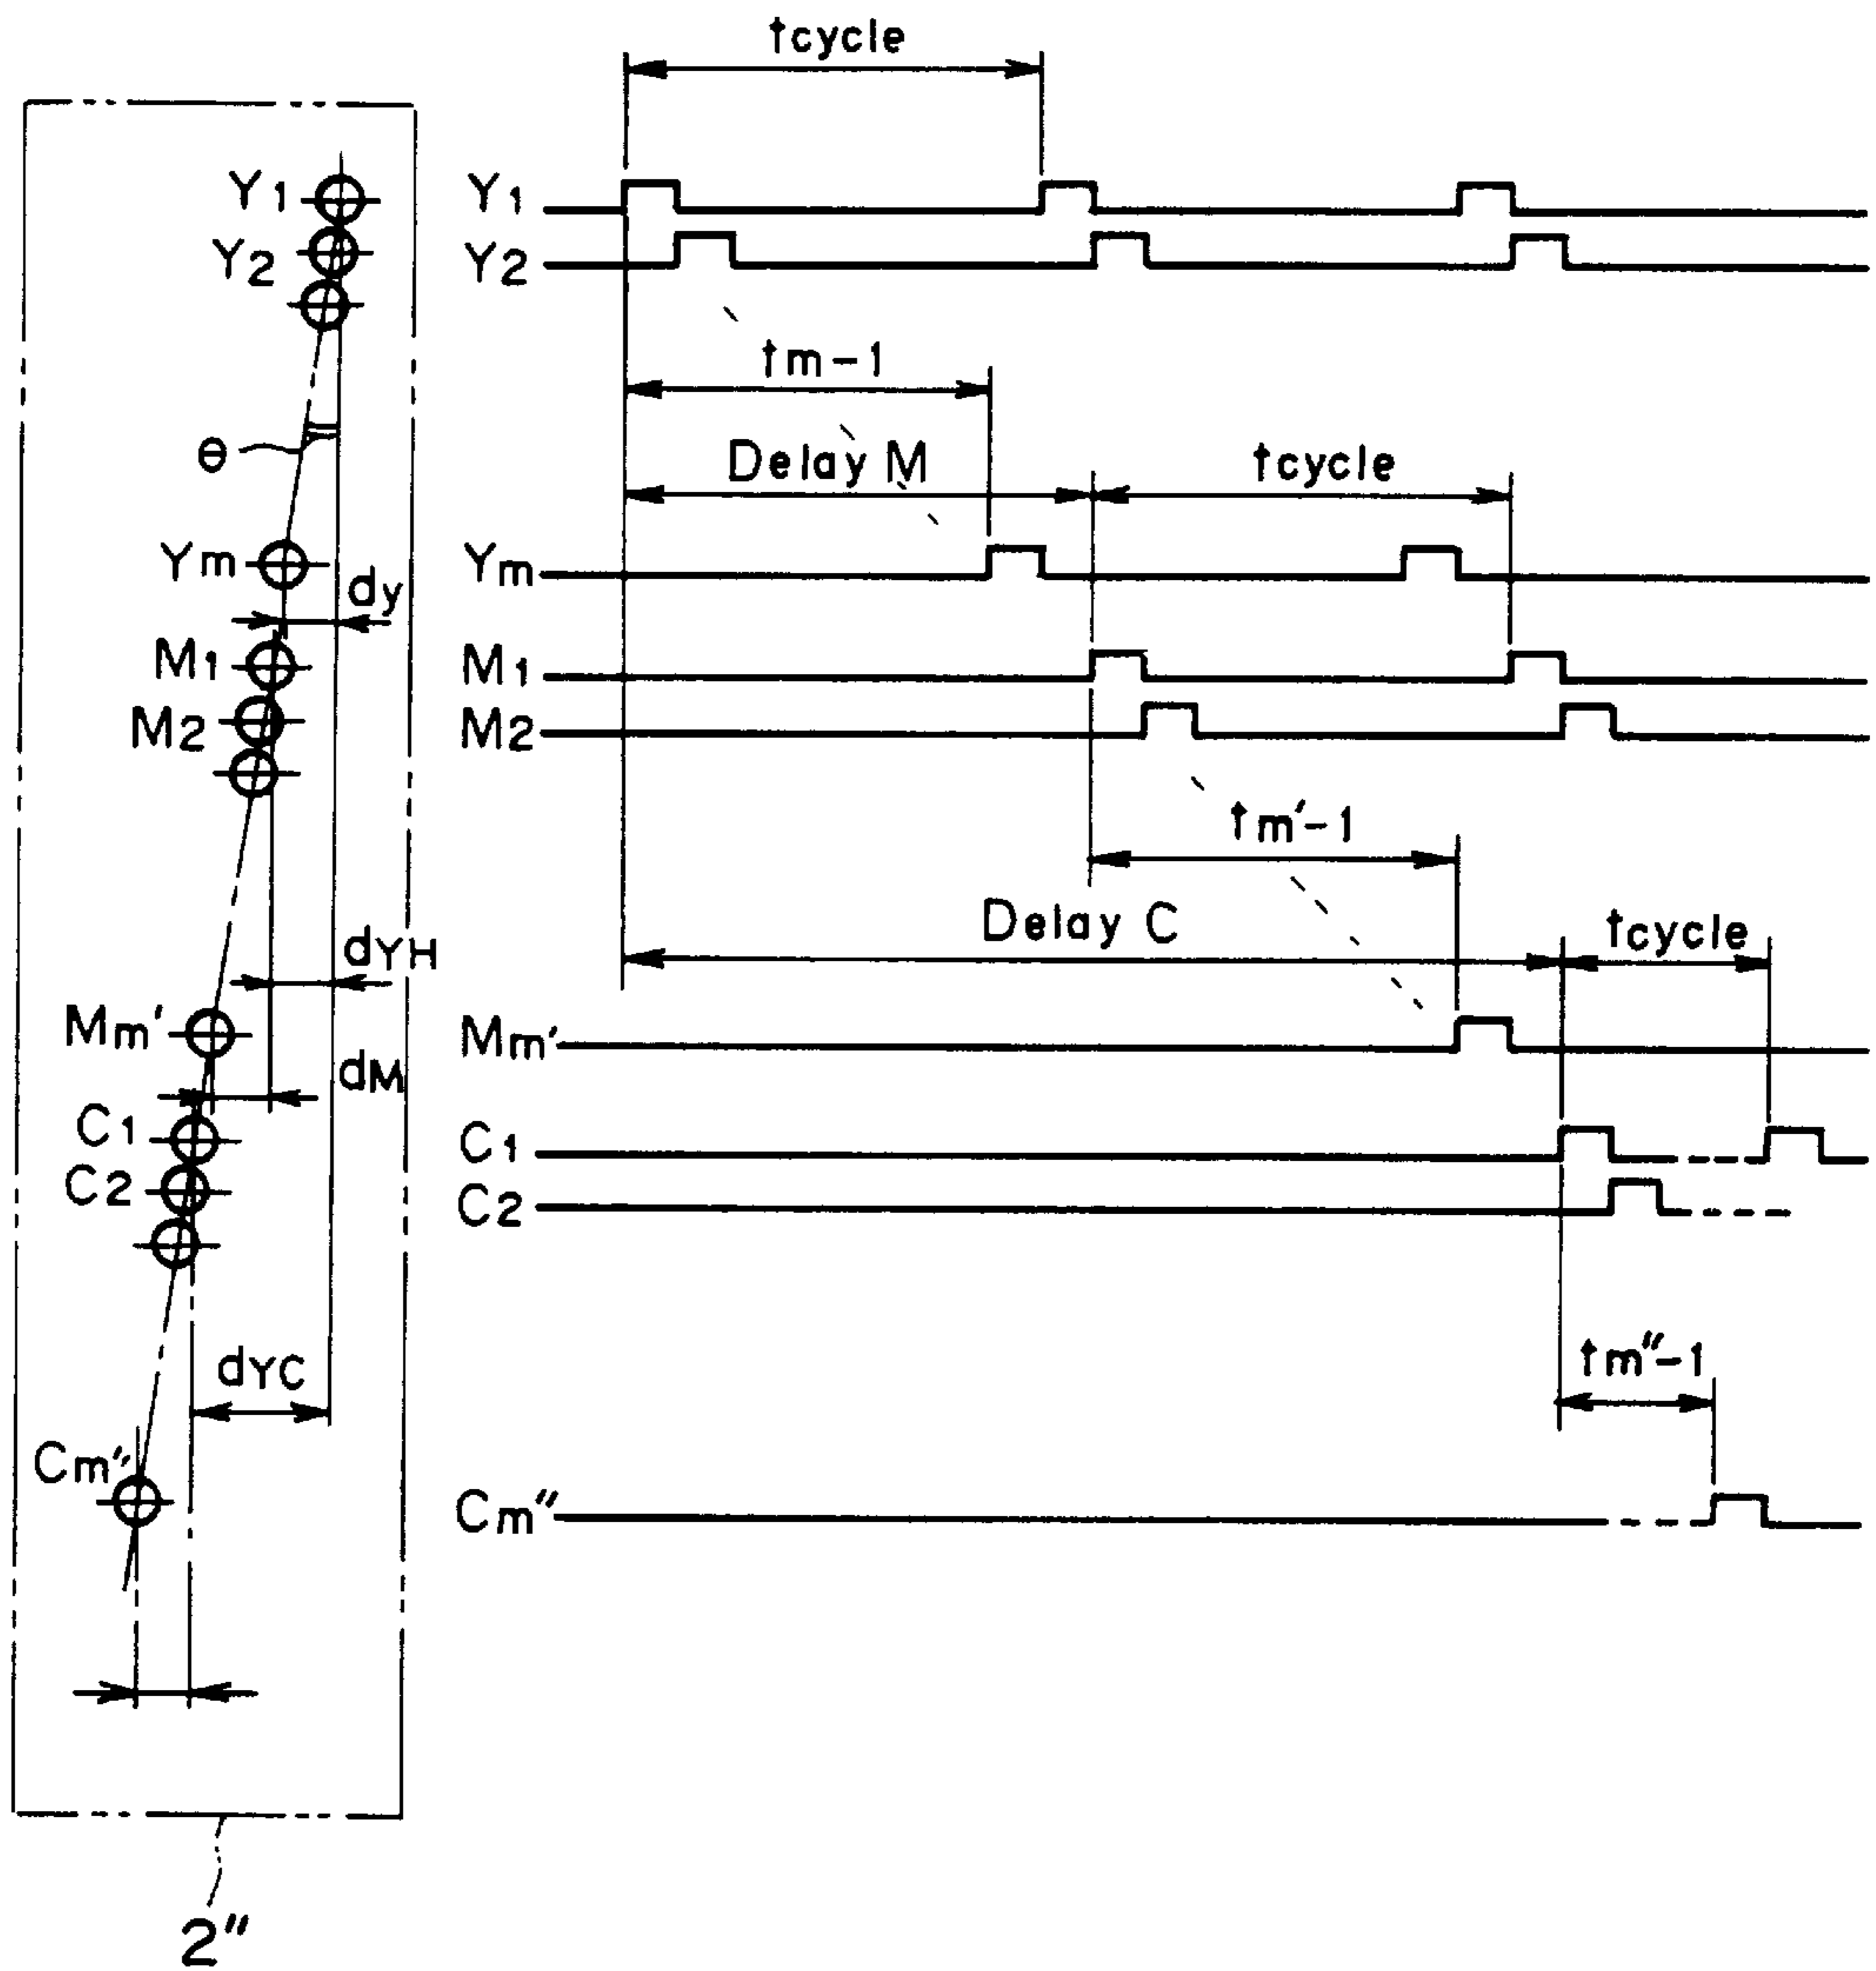 tcycle
Y1 Y1
Y2 Y2
tm-1
θ Delay M tcycle
Ym Ym
dy
M1 M1
M2 M2
tm'-1
Delay C tcycle
dYH
Mm' Mm'
dM
C1 C1
C2 C2
tm"-1
dYC
Cm" Cm"
2"